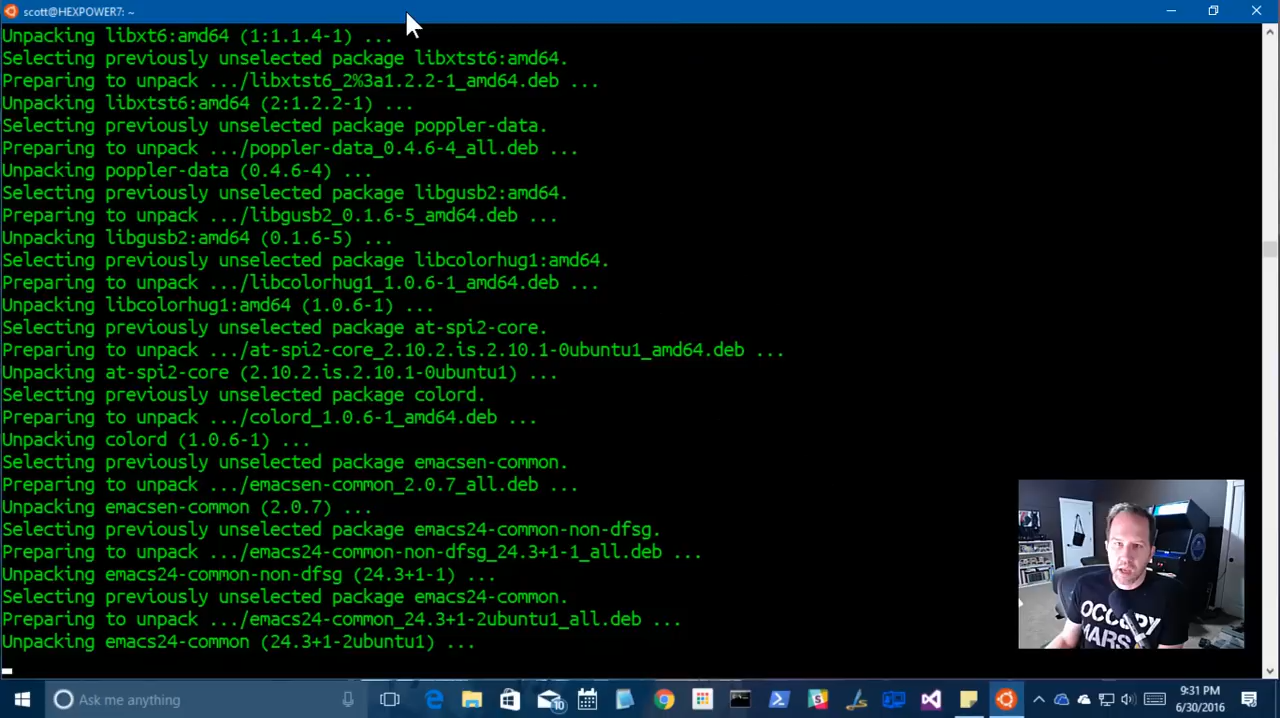 scott@HEXPOWER7: ~
Unpacking libxt6:amd64 (1:1.1.4-1) ...
Selecting previously unselected package libxtst6:amd64.
Preparing to unpack .../libxtst6_2%3a1.2.2-1_amd64.deb ...
Unpacking libxtst6:amd64 (2:1.2.2-1) ...
Selecting previously unselected package poppler-data.
Preparing to unpack .../poppler-data_0.4.6-4_all.deb ...
Unpacking poppler-data (0.4.6-4) ...
Selecting previously unselected package libgusb2:amd64.
Preparing to unpack .../libgusb2_0.1.6-5_amd64.deb ...
Unpacking libgusb2:amd64 (0.1.6-5) ...
Selecting previously unselected package libcolorhug1:amd64.
Preparing to unpack .../libcolorhug1_1.0.6-1_amd64.deb ...
Unpacking libcolorhug1:amd64 (1.0.6-1) ...
Selecting previously unselected package at-spi2-core.
Preparing to unpack .../at-spi2-core_2.10.2.is.2.10.1-0ubuntu1_amd64.deb ...
Unpacking at-spi2-core (2.10.2.is.2.10.1-0ubuntu1) ...
Selecting previously unselected package colord.
Preparing to unpack .../colord_1.0.6-1_amd64.deb ...
Unpacking colord (1.0.6-1) ...
Selecting previously unselected package emacsen-common.
Preparing to unpack .../emacsen-common_2.0.7_all.deb ...
Unpacking emacsen-common (2.0.7) ...
Selecting previously unselected package emacs24-common-non-dfsg.
Preparing to unpack .../emacs24-common-non-dfsg_24.3+1-1_all.deb ...
Unpacking emacs24-common-non-dfsg (24.3+1-1) ...
Selecting previously unselected package emacs24-common.
Preparing to unpack .../emacs24-common_24.3+1-2ubuntu1_all.deb ...
Unpacking emacs24-common (24.3+1-2ubuntu1) ...
OCCUPY
MARS
Ask me anything
10
9:31 PM
6/30/2016